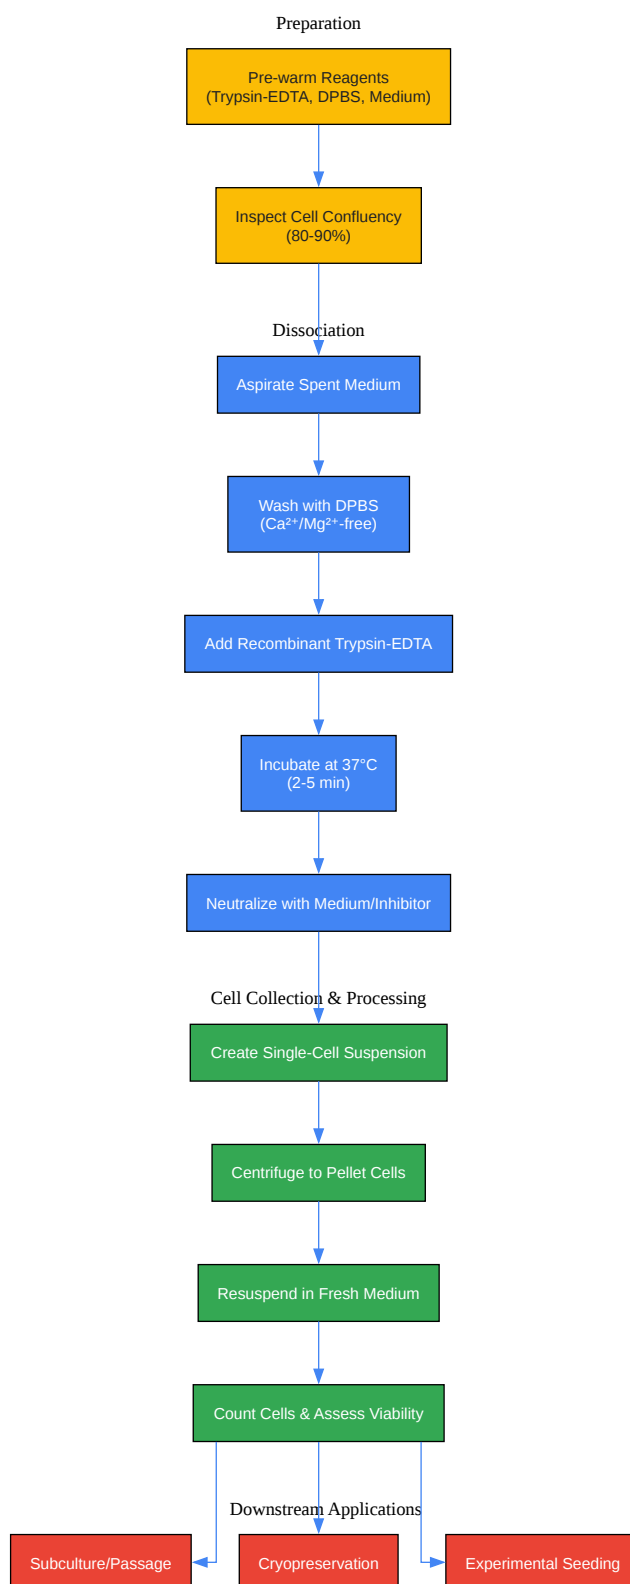 Preparation
Pre-warm Reagents
(Trypsin-EDTA, DPBS, Medium)
Inspect Cell Confluency
(80-90%)
Dissociation
Aspirate Spent Medium
Wash with DPBS
(Ca²⁺/Mg²⁺-free)
Add Recombinant Trypsin-EDTA
Incubate at 37°C
(2-5 min)
Neutralize with Medium/Inhibitor
Cell Collection & Processing
Create Single-Cell Suspension
Centrifuge to Pellet Cells
Resuspend in Fresh Medium
Count Cells & Assess Viability
Downstream Applications
Subculture/Passage
Cryopreservation
Experimental Seeding